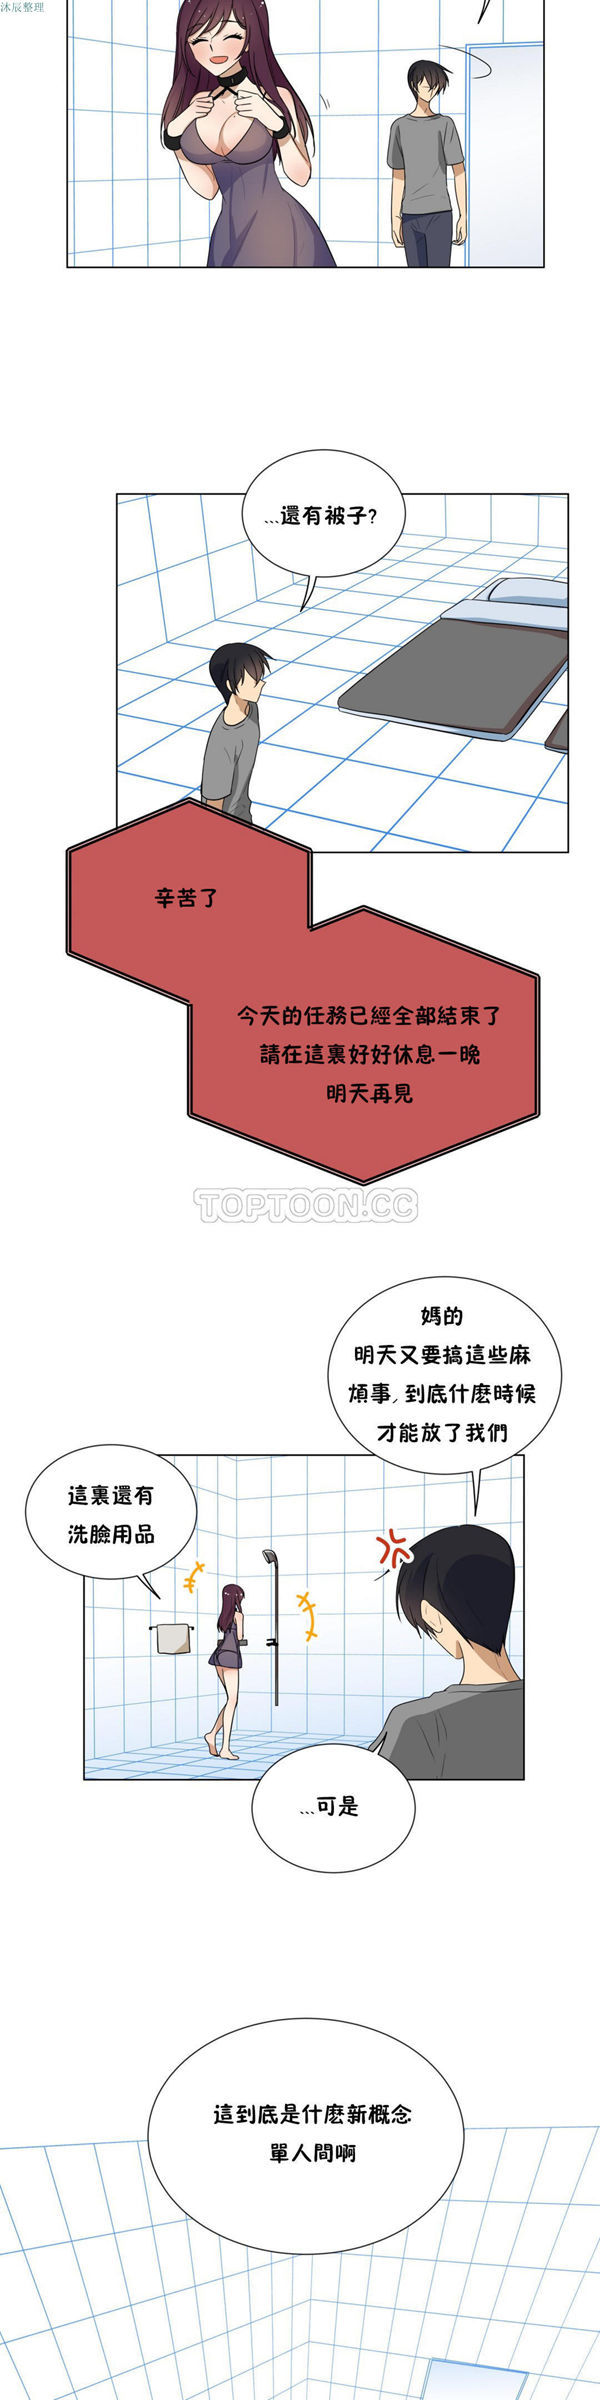 沐辰整理
...還有被子?
辛苦了
今天的任務已經全部結束了
請在這裏好好休息一晚
明天再見
TOPTOON.CC
媽的
明天又要搞這些麻
煩事,到底什麽時候
才能放了我們
這裏還有
洗臉用品
...可是
這到底是什麽新概念
單人間啊